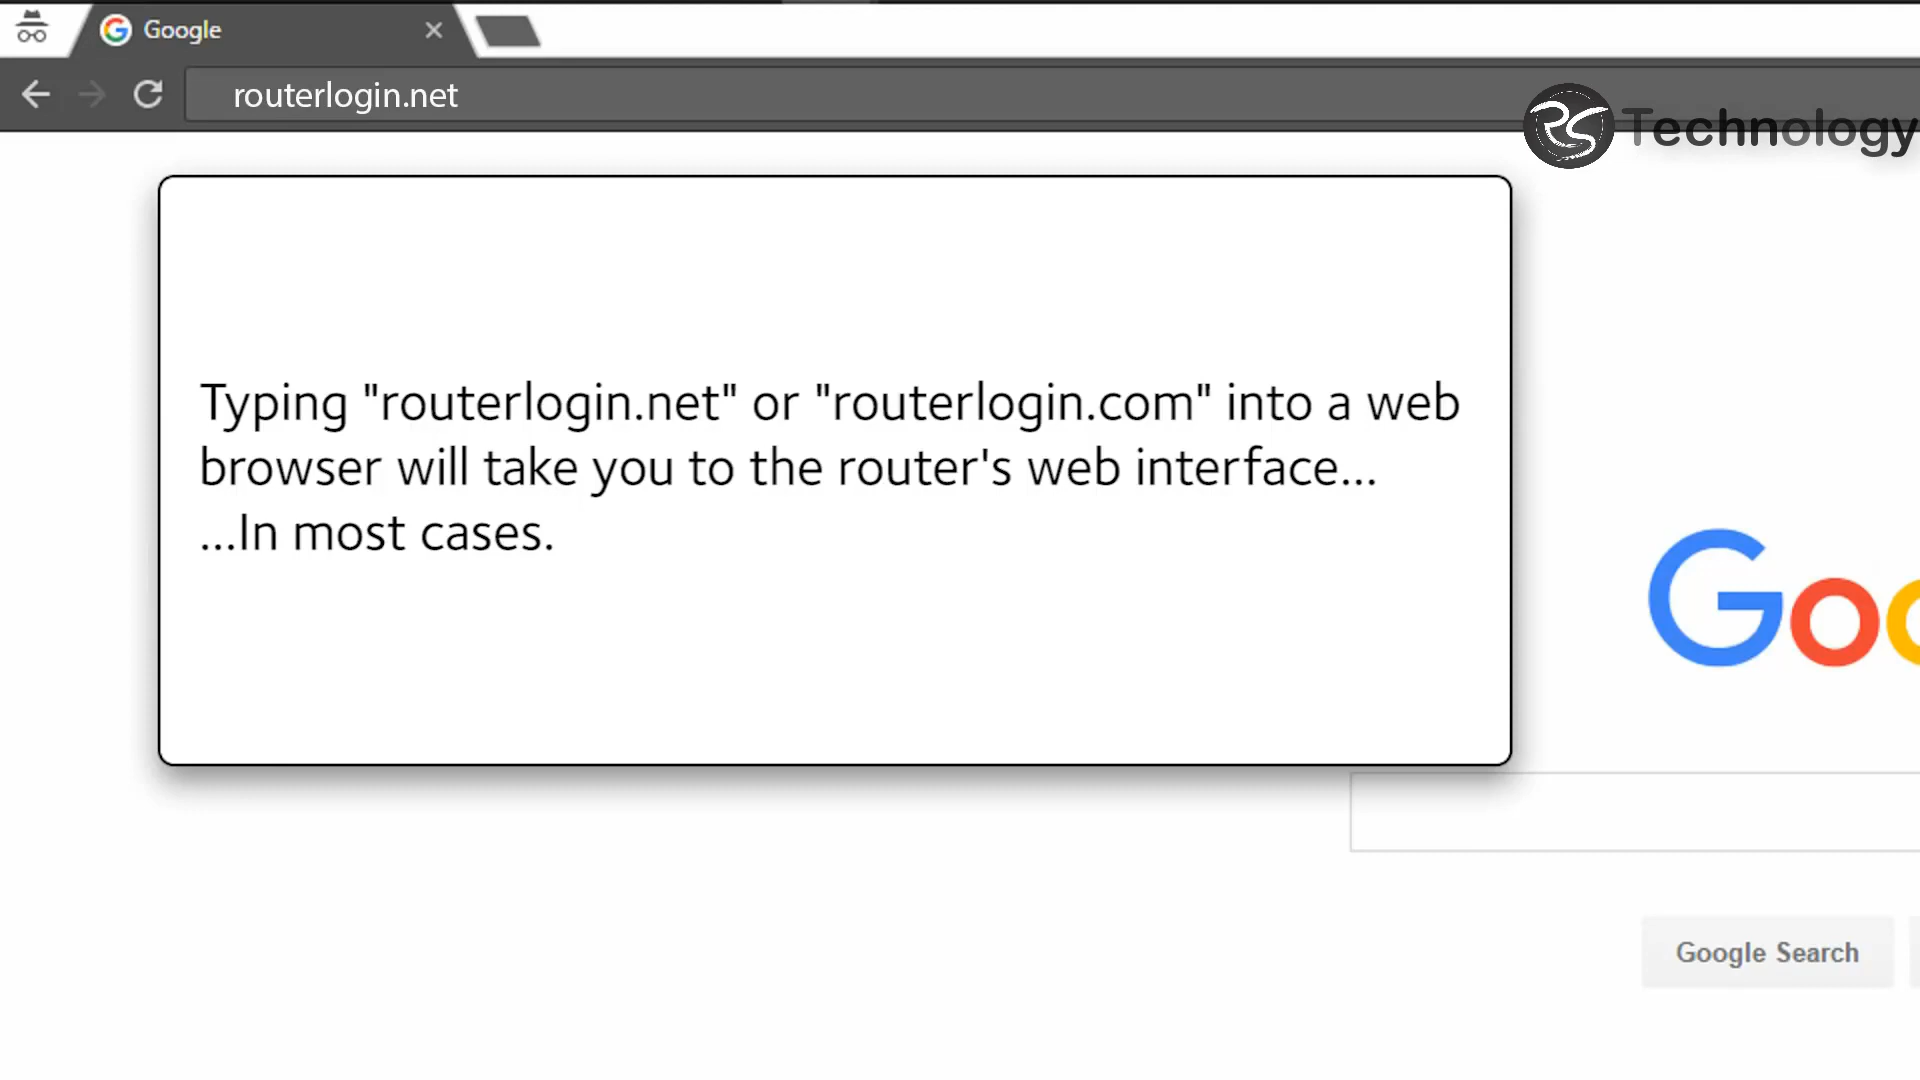 Google
routerlogin.net
RS Technology
Typing "routerlogin.net" or "routerlogin.com" into a web
browser will take you to the router's web interface...
...In most cases.
Goo
Google Search